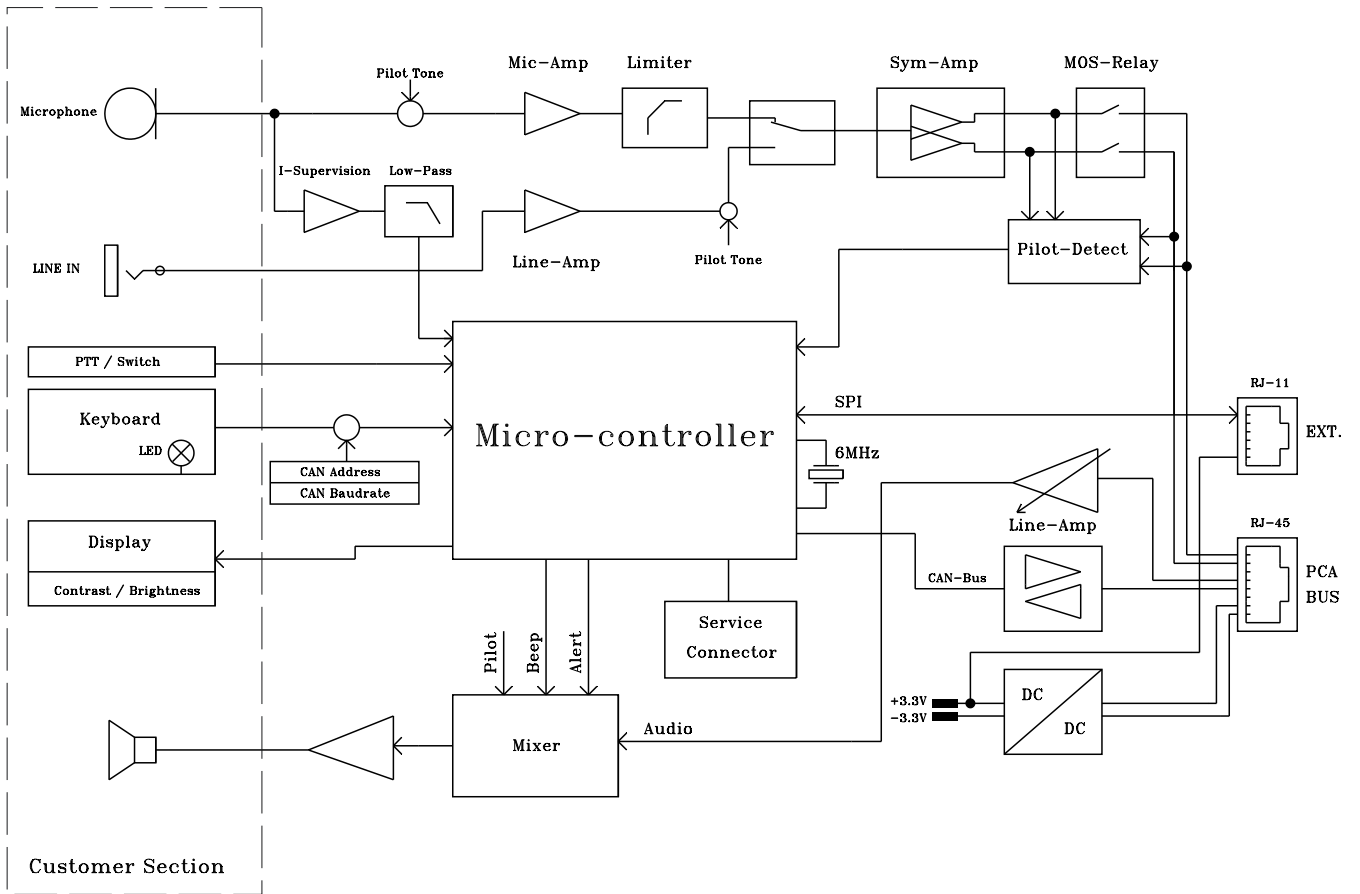 Mic-Amp
Limiter
Sym-Amp
MOS-Relay
Pilot Tone
Microphone
I-Supervision
Low-Pass
LINE IN
Line-Amp
Pilot Tone
Pilot-Detect
PTT / Switch
Keyboard
LED
CAN Address
CAN Baudrate
Micro-controller
SPI
6MHz
RJ-11
EXT.
Line-Amp
RJ-45
PCA
BUS
Display
Contrast / Brightness
CAN-Bus
Service
Connector
Pilot
Beep
Alert
+3.3V
-3.3V
DC
DC
Audio
Mixer
Customer Section